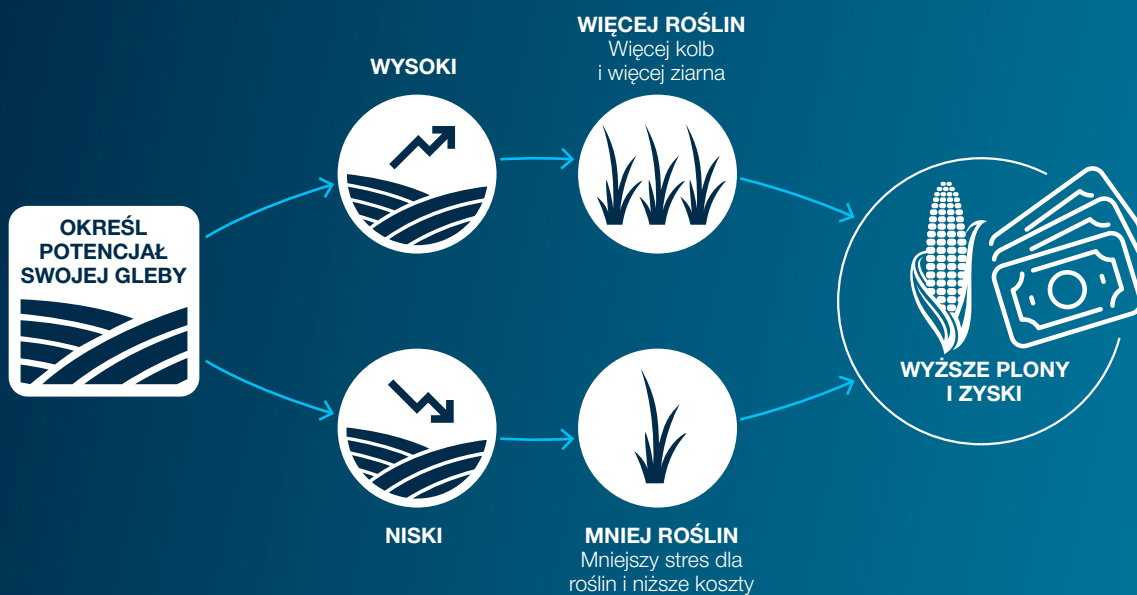 OKREŚL
POTENCJAŁ
SWOJEJ GLEBY
WYSOKI
WIĘCEJ ROŚLIN
Więcej kolb
i więcej ziarna
NISKI
MNIEJ ROŚLIN
Mniejszy stres dla
roślin i niższe koszty
WYŻSZE PLONY
I ZYSKI